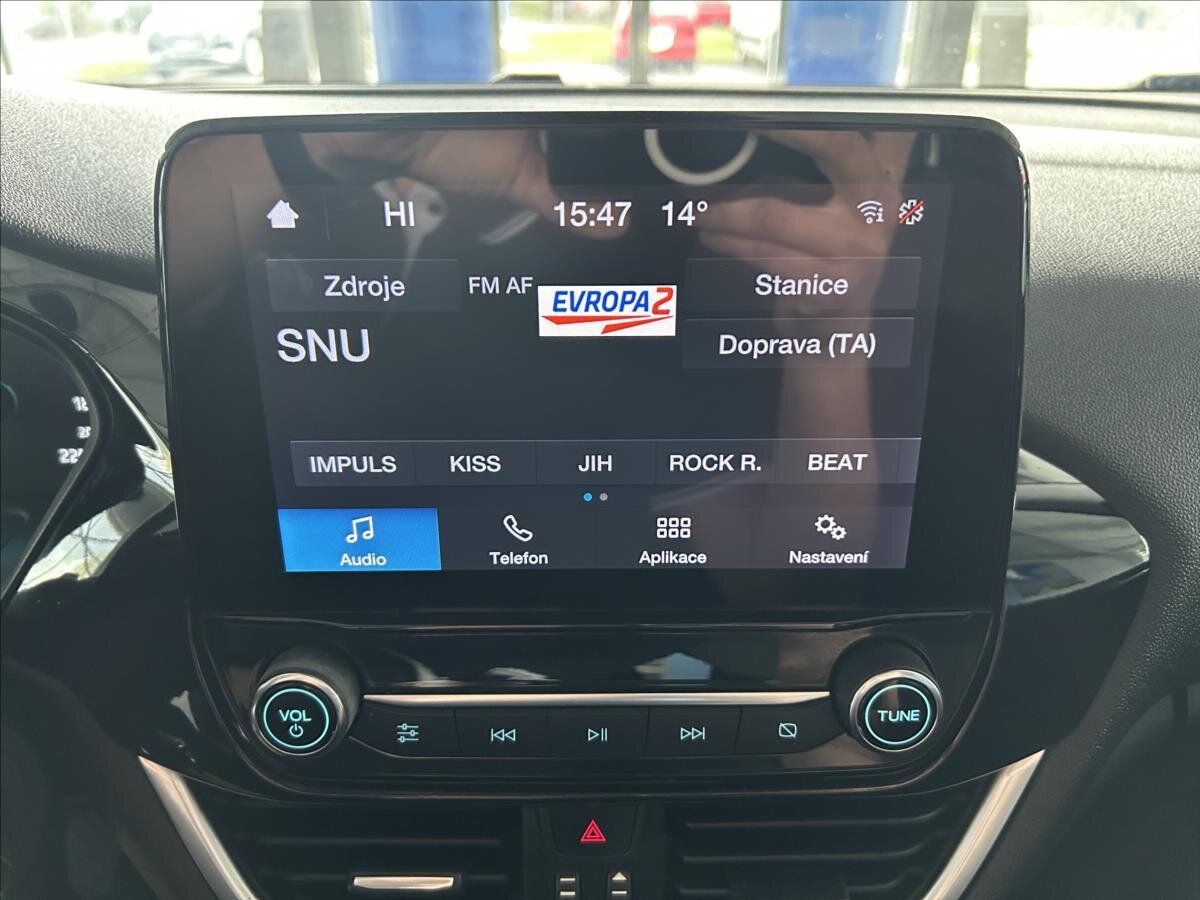 HI 15:47 14°
Zdroje FM AF EVROPA 2 Stanice
SNU Doprava (TA)
IMPULS KISS JIH ROCK R. BEAT
Audio Telefon Aplikace Nastavení
VOL TUNE